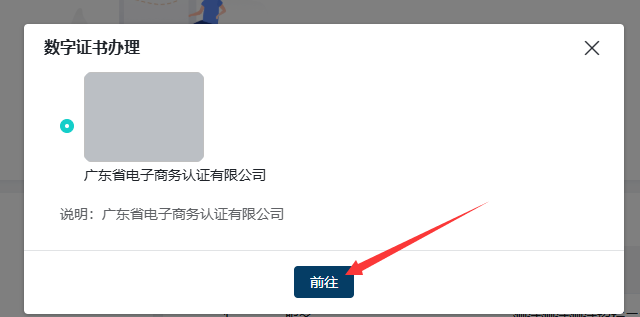 数字证书办理
广东省电子商务认证有限公司
说明：广东省电子商务认证有限公司
前往